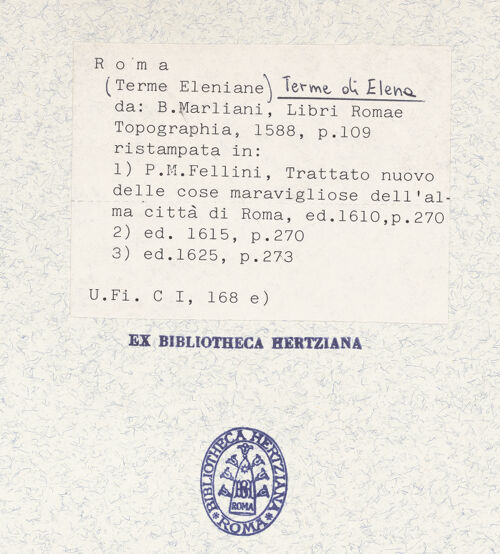 R o m a
(Terme Eleniane) Terme di Elena
da: B.Marliani, Libri Romae
Topographia, 1588, p.109
ristampata in:
1) P.M.Fellini, Trattato nuovo
delle cose maravigliose dell'al-
ma città di Roma, ed.1610,p.270
2) ed. 1615, p.270
3) ed.1625, p.273
U.Fi. C I, 168 e)
EX BIBLIOTHECA HERTZIANA
BIBLIOTHECA HERTZIANA
ROMA
* ROMA *